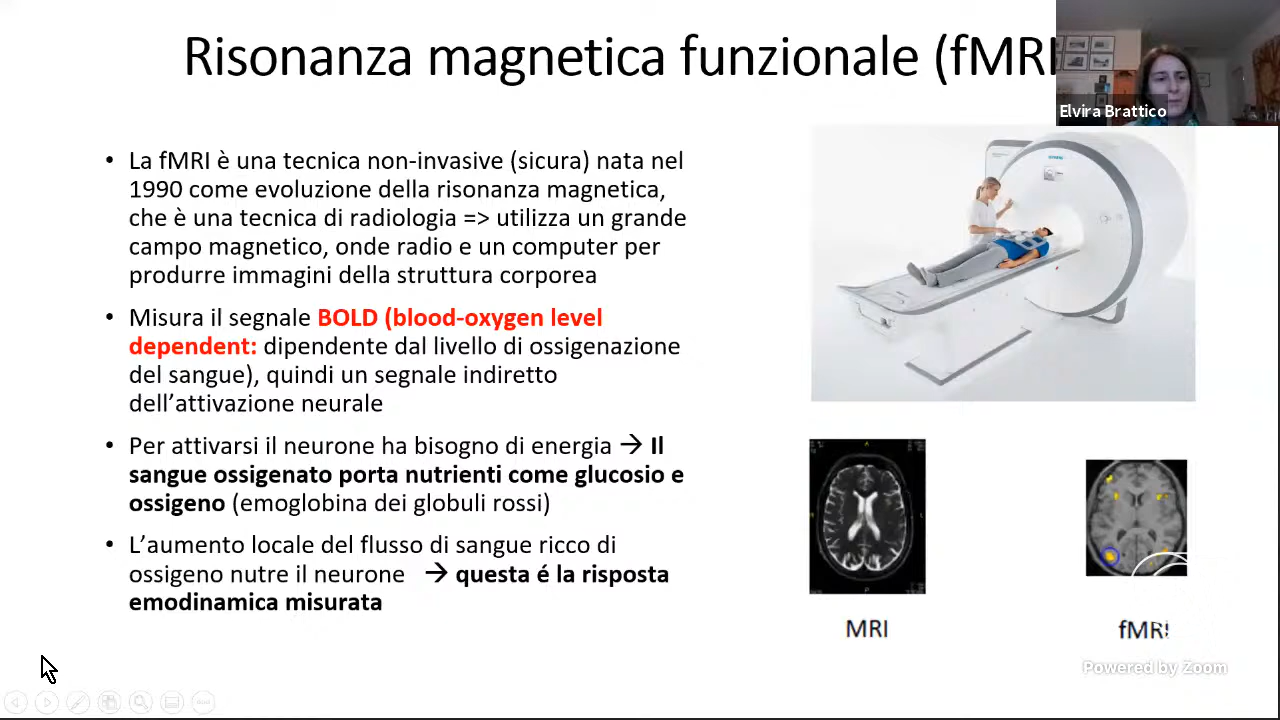 Risonanza magnetica funzionale (fMRI
Elvira Brattico
• La fMRI è una tecnica non-invasive (sicura) nata nel
1990 come evoluzione della risonanza magnetica,
che è una tecnica di radiologia => utilizza un grande
campo magnetico, onde radio e un computer per
produrre immagini della struttura corporea
• Misura il segnale BOLD (blood-oxygen level
dependent: dipendente dal livello di ossigenazione
del sangue), quindi un segnale indiretto
dell’attivazione neurale
• Per attivarsi il neurone ha bisogno di energia → Il
sangue ossigenato porta nutrienti come glucosio e
ossigeno (emoglobina dei globuli rossi)
• L’aumento locale del flusso di sangue ricco di
ossigeno nutre il neurone → questa é la risposta
emodinamica misurata
MRI
fMRI
Powered by Zoom